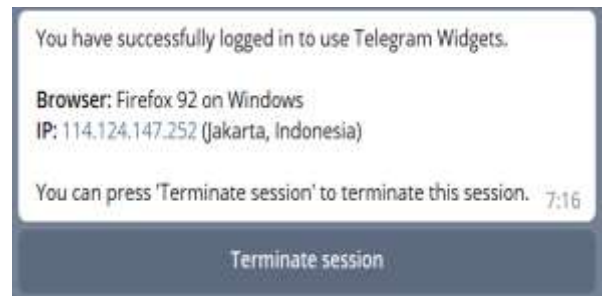 You have successfully logged in to use Telegram Widgets.
Browser: Firefox 92 on Windows
IP: 114.124.147.252 (Jakarta, Indonesia)
You can press 'Terminate session' to terminate this session. 7:16
Terminate session